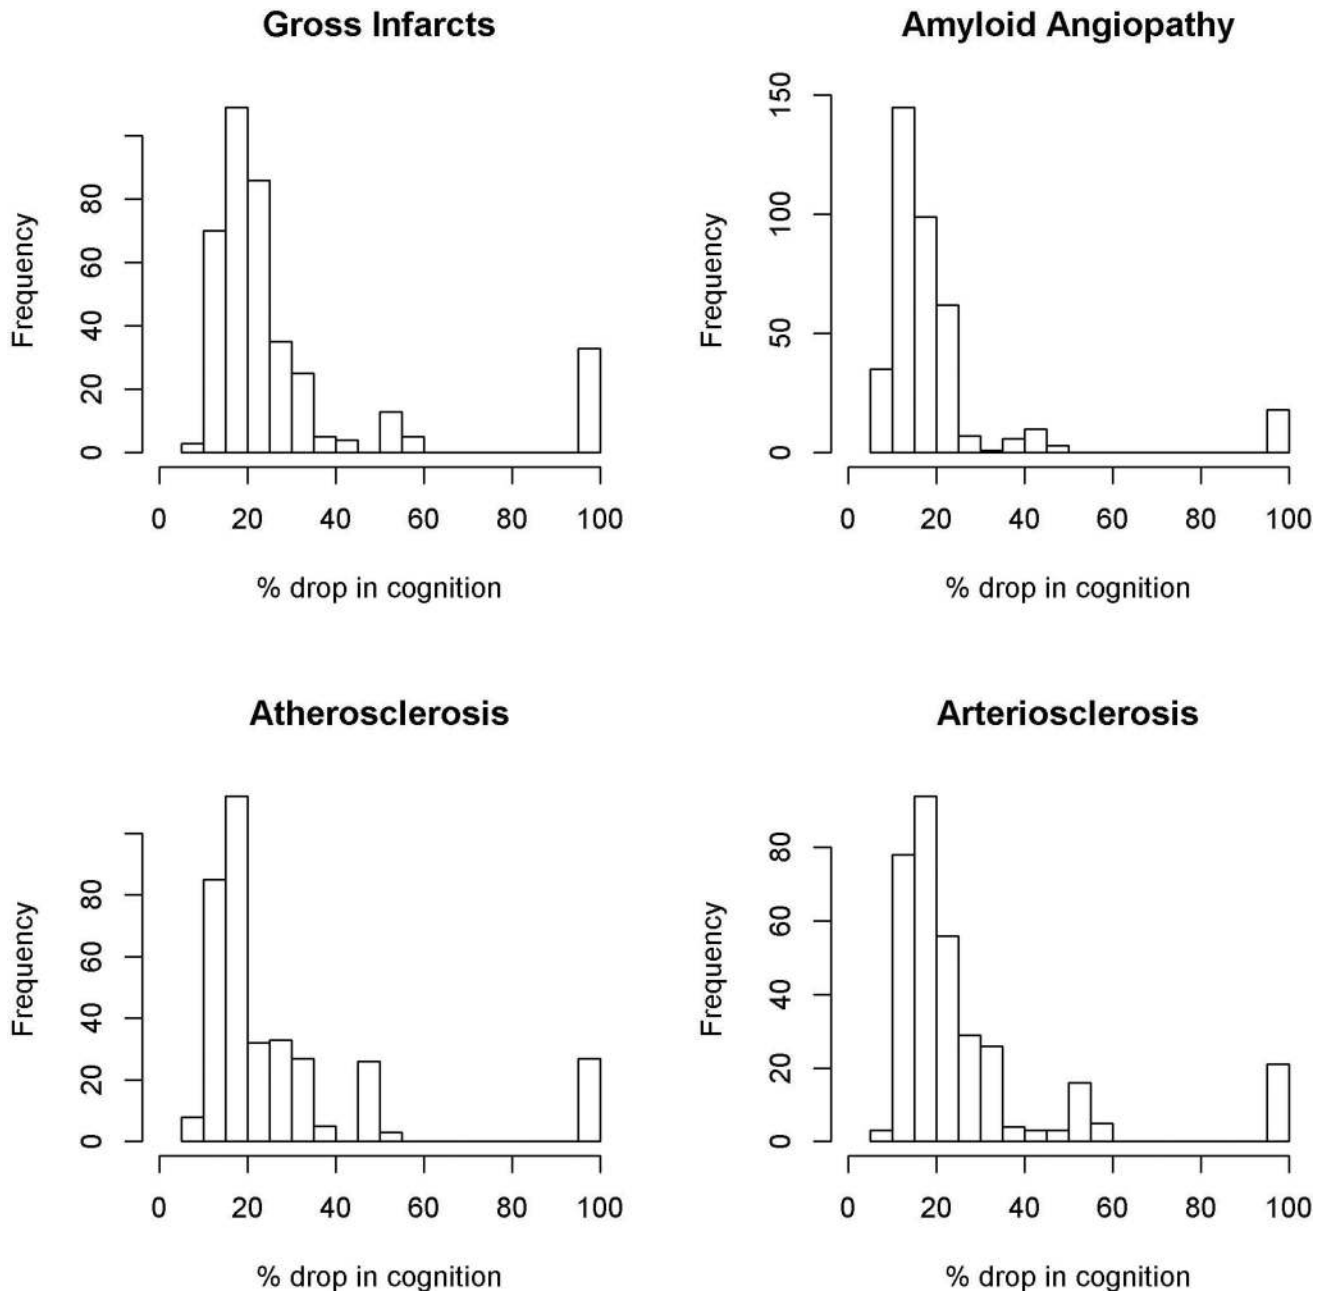 Gross Infarcts
Frequency
0 20 40 60 80
0 20 40 60 80 100
% drop in cognition
Amyloid Angiopathy
Frequency
0 50 100 150
0 20 40 60 80 100
% drop in cognition
Atherosclerosis
Frequency
0 20 40 60 80
0 20 40 60 80 100
% drop in cognition
Arteriosclerosis
Frequency
0 20 40 60 80
0 20 40 60 80 100
% drop in cognition